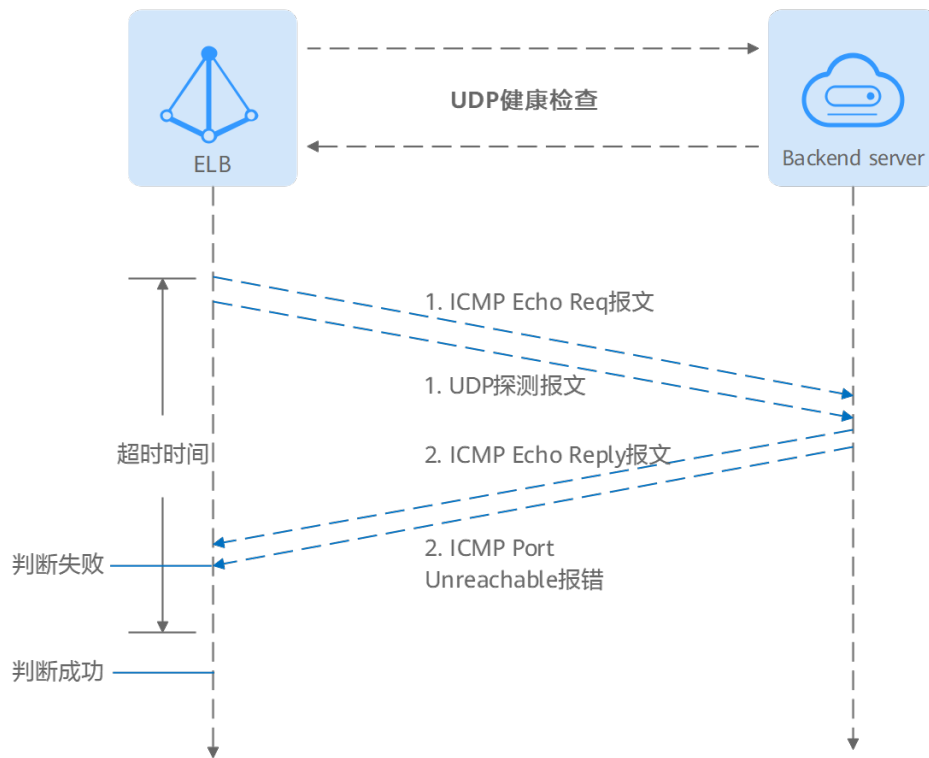 UDP健康检查
ELB
Backend server
1. ICMP Echo Req报文
1. UDP探测报文
超时时间
2. ICMP Echo Reply报文
2. ICMP Port
Unreachable报错
判断失败
判断成功